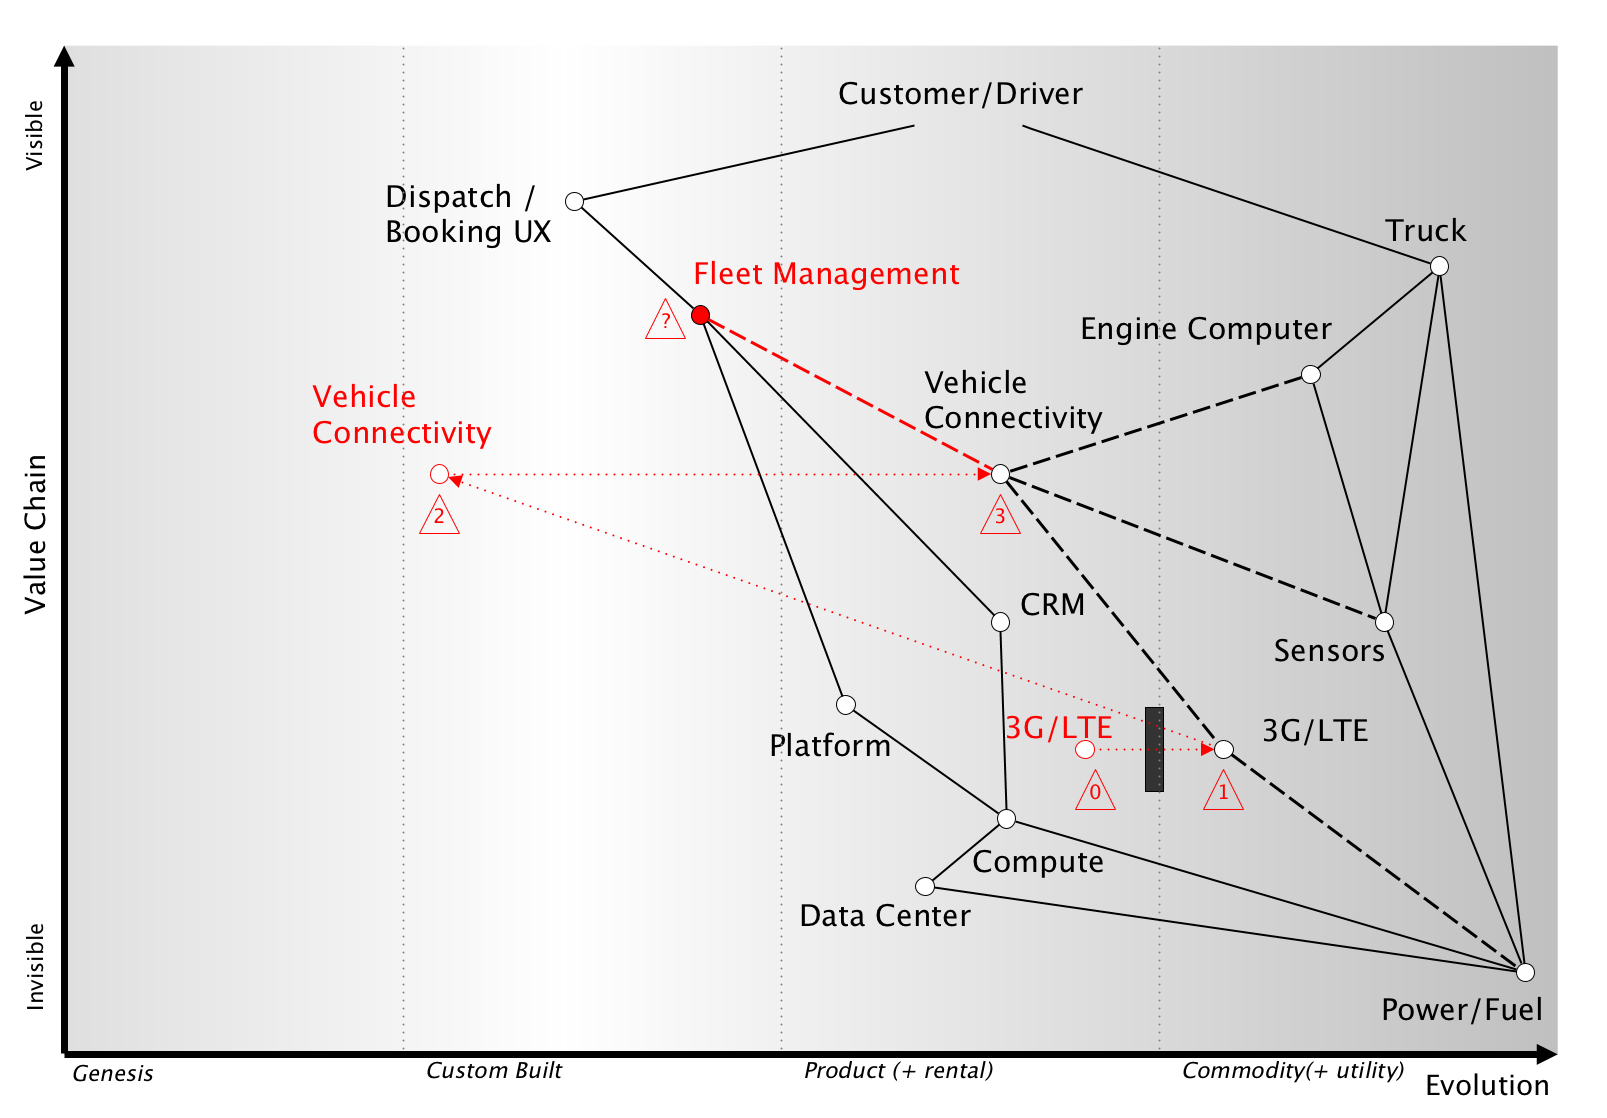 Customer/Driver
Visible
Dispatch /
Booking UX
Truck
Fleet Management
?
Engine Computer
Vehicle
Connectivity
Vehicle
Connectivity
2
3
Value Chain
CRM
Sensors
3G/LTE
3G/LTE
Platform
0
1
Compute
Data Center
Invisible
Power/Fuel
Genesis
Custom Built
Product (+ rental)
Commodity(+ utility)
Evolution